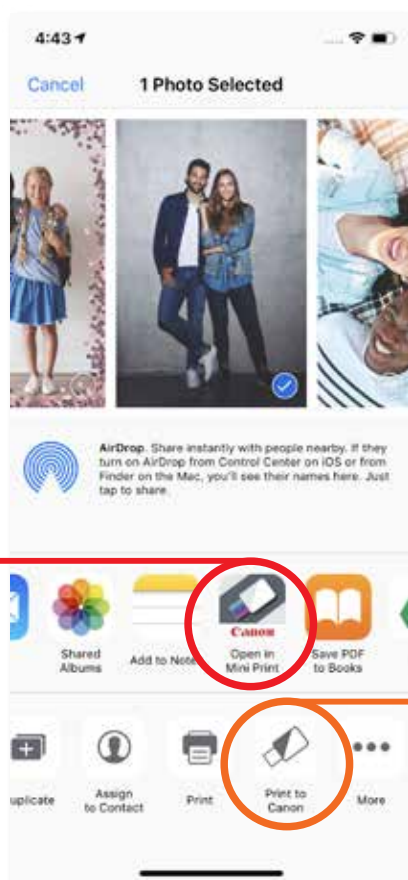 4:43
Cancel
1 Photo Selected
AirDrop. Share instantly with people nearby. If they
turn on AirDrop from Control Center on iOS or from
Finder on the Mac, you'll see their names here. Just
tap to share.
Canon
Shared
Albums
Add to Note
Open in
Mini Print
Save PDF
to Books
uplicate
Assign
to Contact
Print
Print to
Canon
More